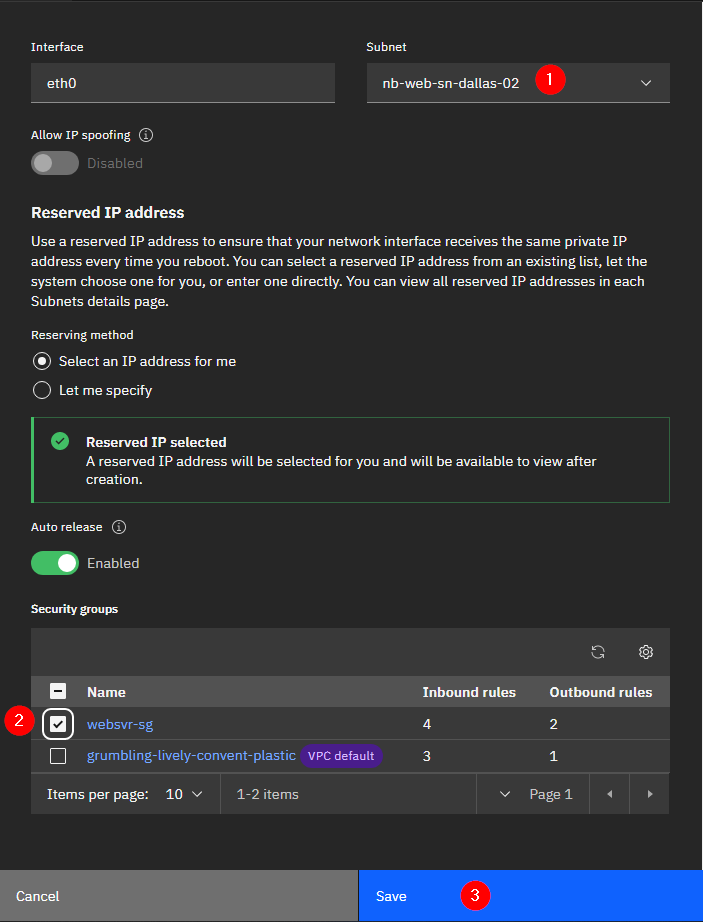 Interface
Subnet
eth0
nb-web-sn-dallas-02
1
Allow IP spoofing
Disabled
Reserved IP address
Use a reserved IP address to ensure that your network interface receives the same private IP
address every time you reboot. You can select a reserved IP address from an existing list, let the
system choose one for you, or enter one directly. You can view all reserved IP addresses in each
Subnets details page.
Reserving method
Select an IP address for me
Let me specify
Reserved IP selected
A reserved IP address will be selected for you and will be available to view after
creation.
Auto release
Enabled
Security groups
Name Inbound rules Outbound rules
2 websvr-sg 4 2
grumbling-lively-convent-plastic VPC default 3 1
Items per page: 10 1-2 items Page 1
Cancel
Save 3